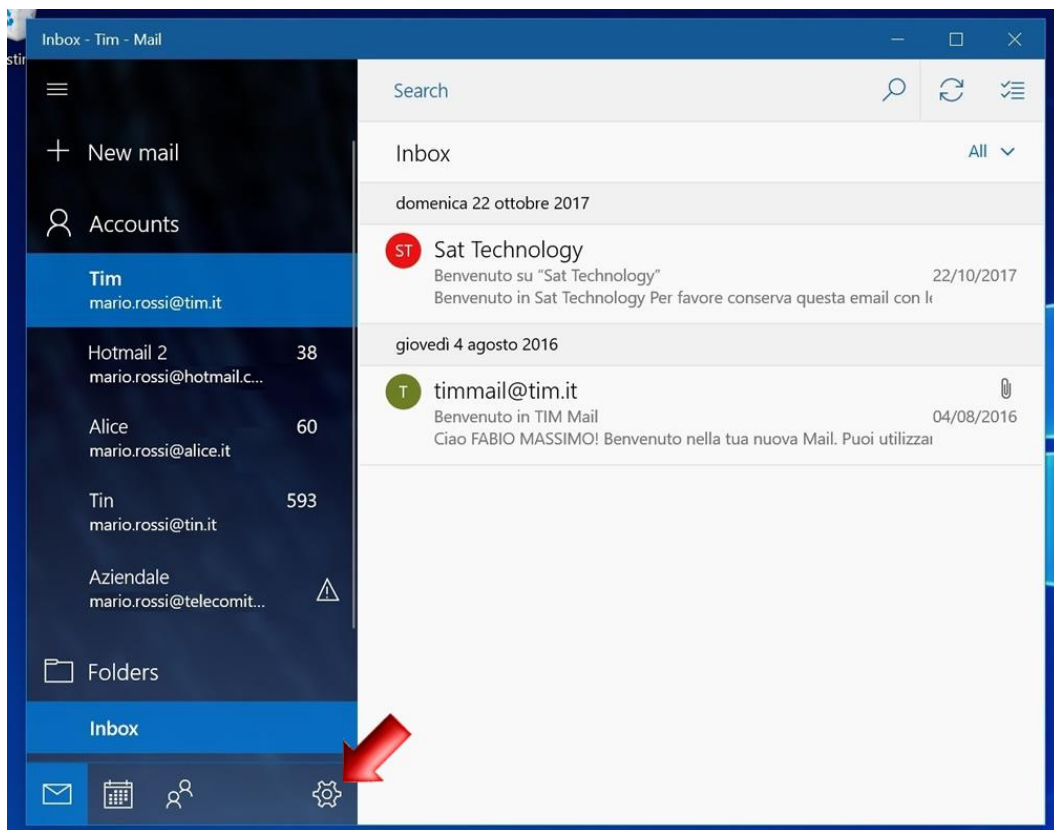 Inbox - Tim - Mail
Search
New mail
Inbox
All
Accounts
domenica 22 ottobre 2017
ST
Sat Technology
Benvenuto su "Sat Technology"
22/10/2017
Benvenuto in Sat Technology Per favore conserva questa email con le
Tim
mario.rossi@tim.it
Hotmail 2
38
mario.rossi@hotmail.c...
giovedì 4 agosto 2016
T
timmail@tim.it
Benvenuto in TIM Mail
04/08/2016
Ciao FABIO MASSIMO! Benvenuto nella tua nuova Mail. Puoi utilizzar
Alice
60
mario.rossi@alice.it
Tin
593
mario.rossi@tin.it
Aziendale
mario.rossi@telecomit...
Folders
Inbox